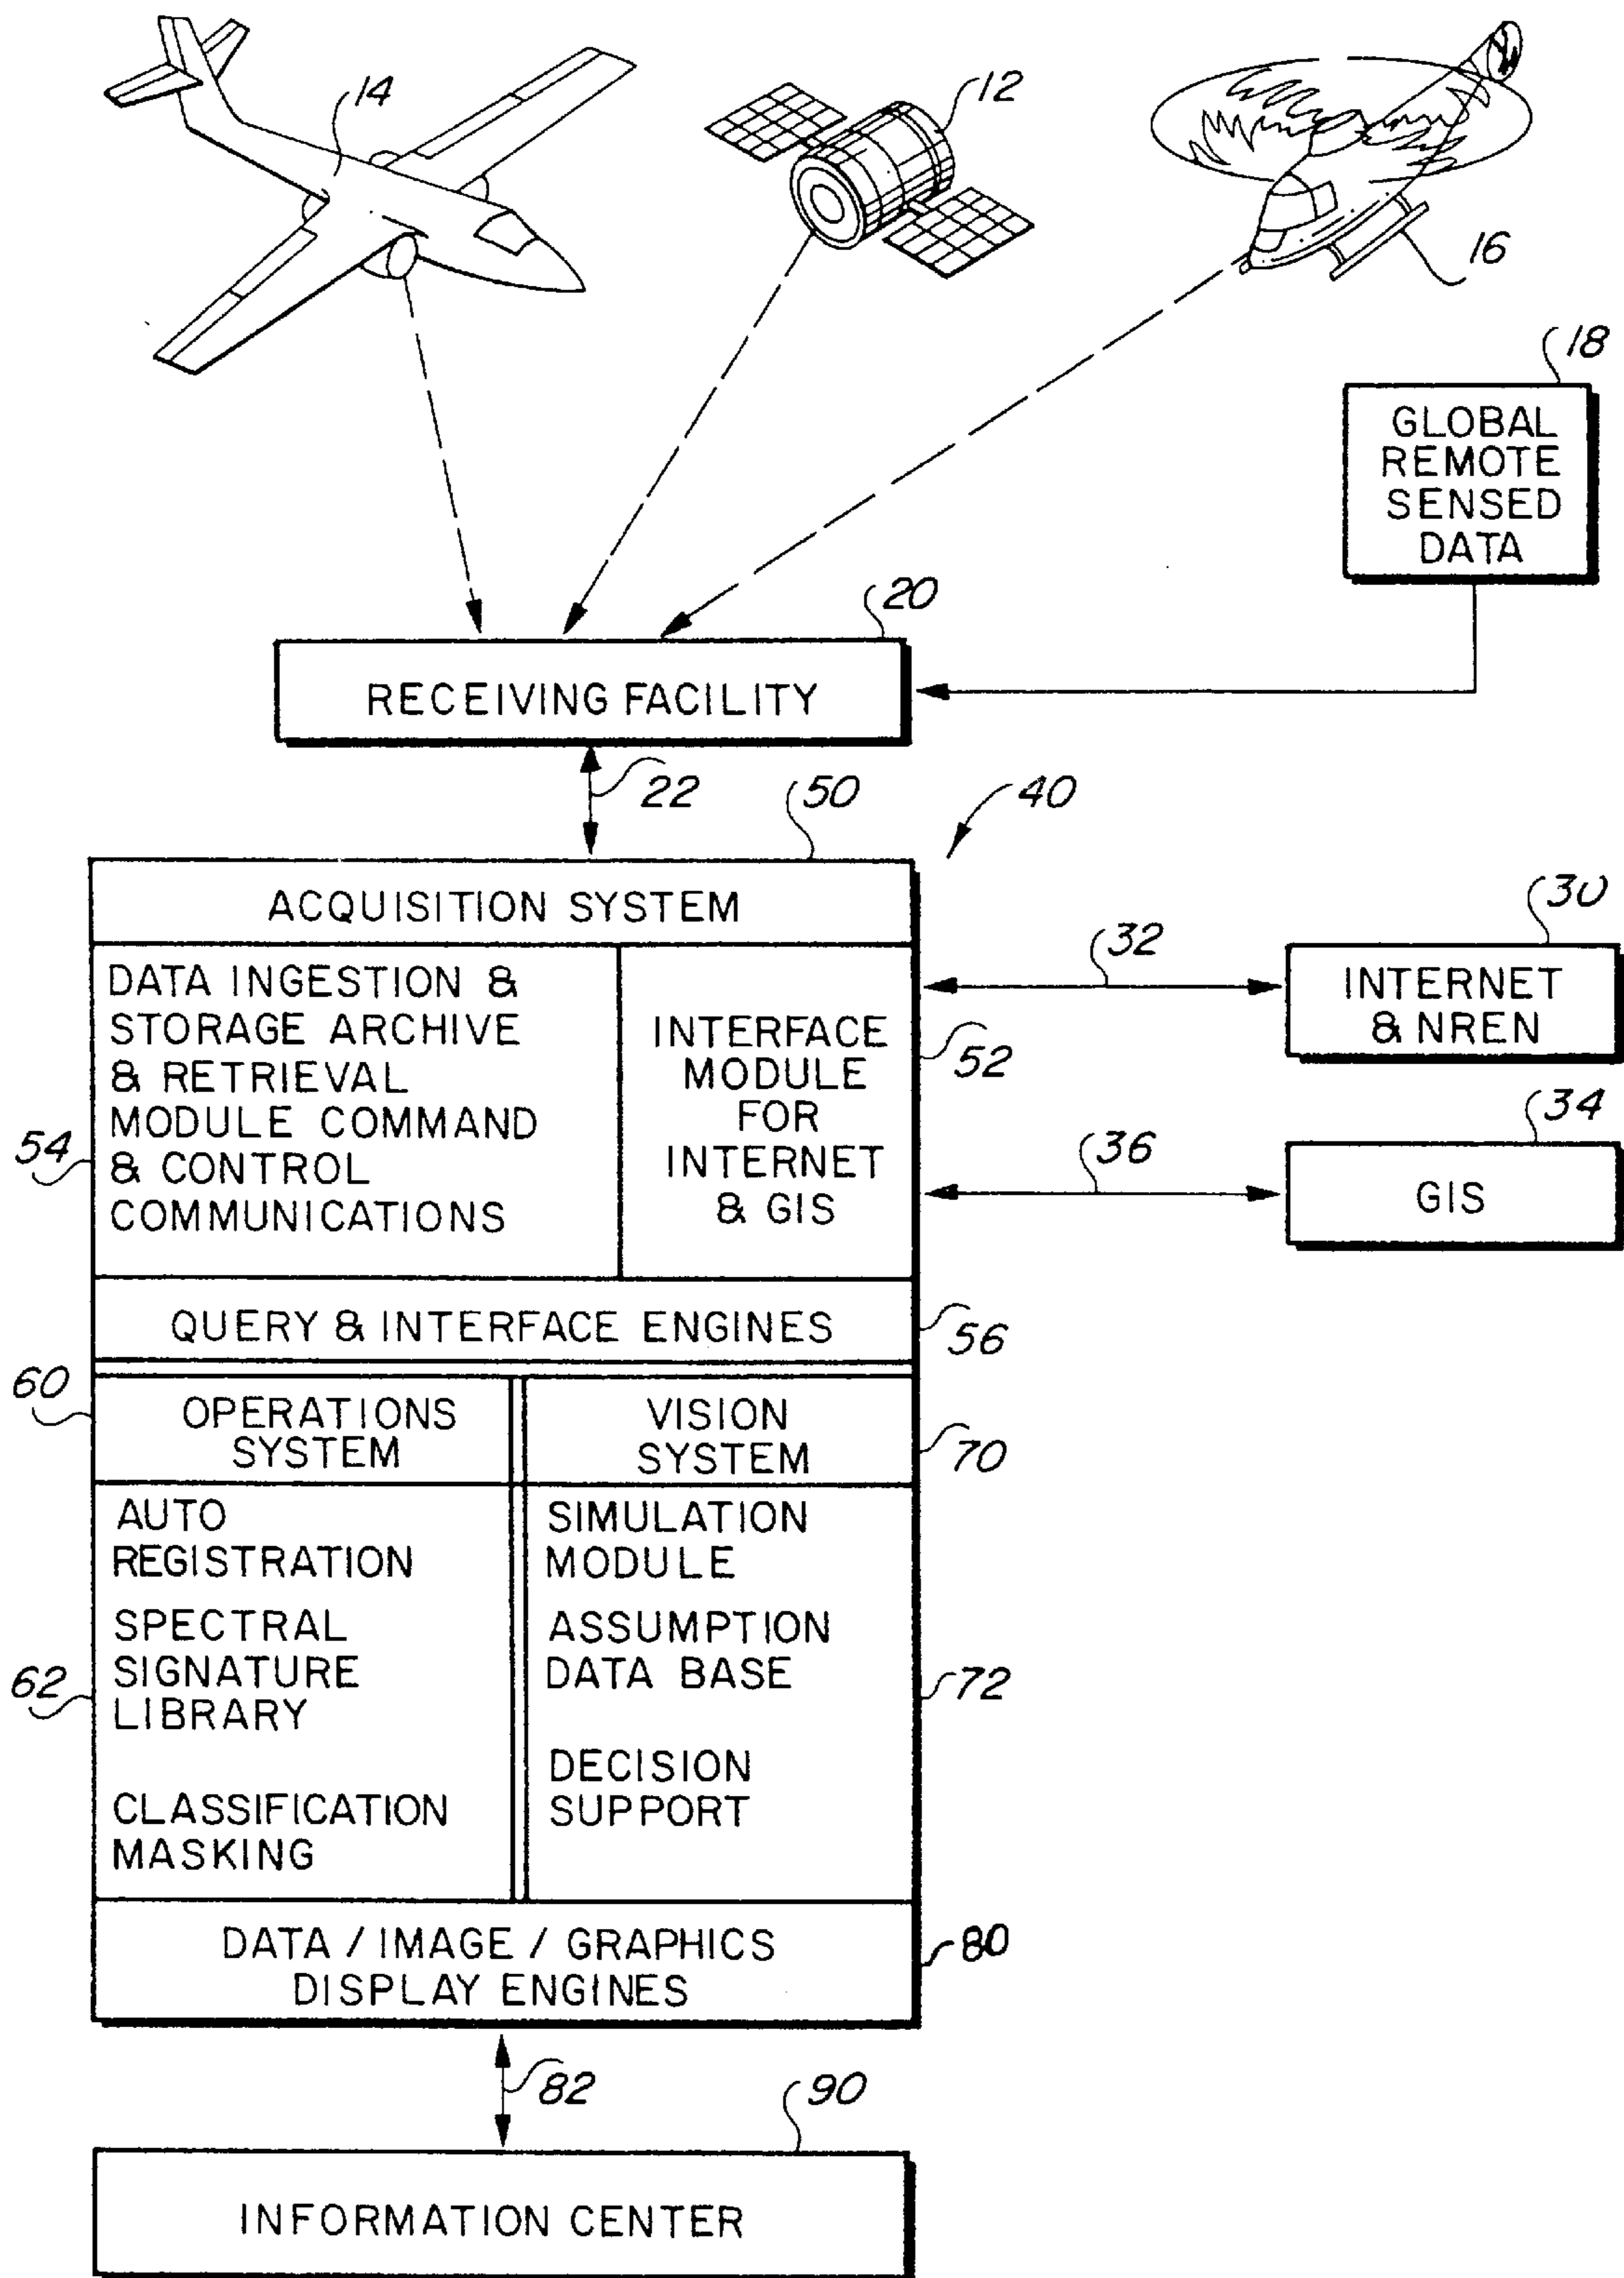 14
12
16
18
GLOBAL
REMOTE
SENSED
DATA
20
RECEIVING FACILITY
22
50
40
ACQUISITION SYSTEM
30
32
INTERNET
& NREN
DATA INGESTION &
STORAGE ARCHIVE
& RETRIEVAL
MODULE COMMAND
& CONTROL
COMMUNICATIONS
54
INTERFACE
MODULE
FOR
INTERNET
& GIS
52
34
36
GIS
QUERY & INTERFACE ENGINES
56
60
OPERATIONS
SYSTEM
VISION
SYSTEM
70
AUTO
REGISTRATION
SPECTRAL
SIGNATURE
LIBRARY
62
CLASSIFICATION
MASKING
SIMULATION
MODULE
ASSUMPTION
DATA BASE
72
DECISION
SUPPORT
DATA / IMAGE / GRAPHICS
DISPLAY ENGINES
80
82
90
INFORMATION CENTER